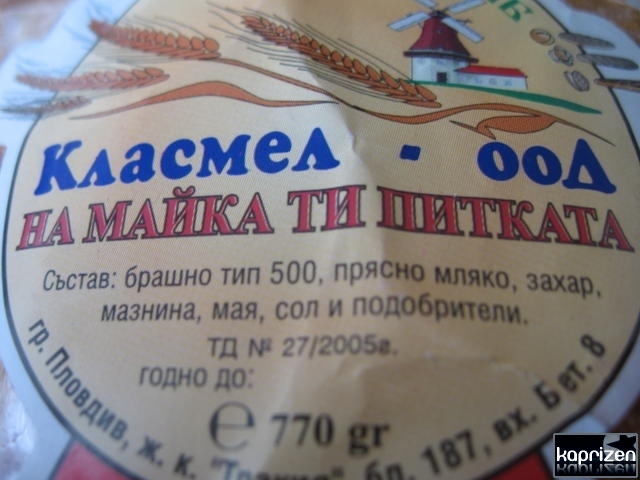 Класмел - ооД
НА МАЙКА ТИ ПИТКАТА
Състав: брашно тип 500, прясно мляко, захар,
мазнина, мая, сол и подобрители.
ТД № 27/2005г.
годно до:
e 770 gr
гр. Пловдив, ж. к. "Тракия", бл. 187, вх. Б ет. 8
kaprizen